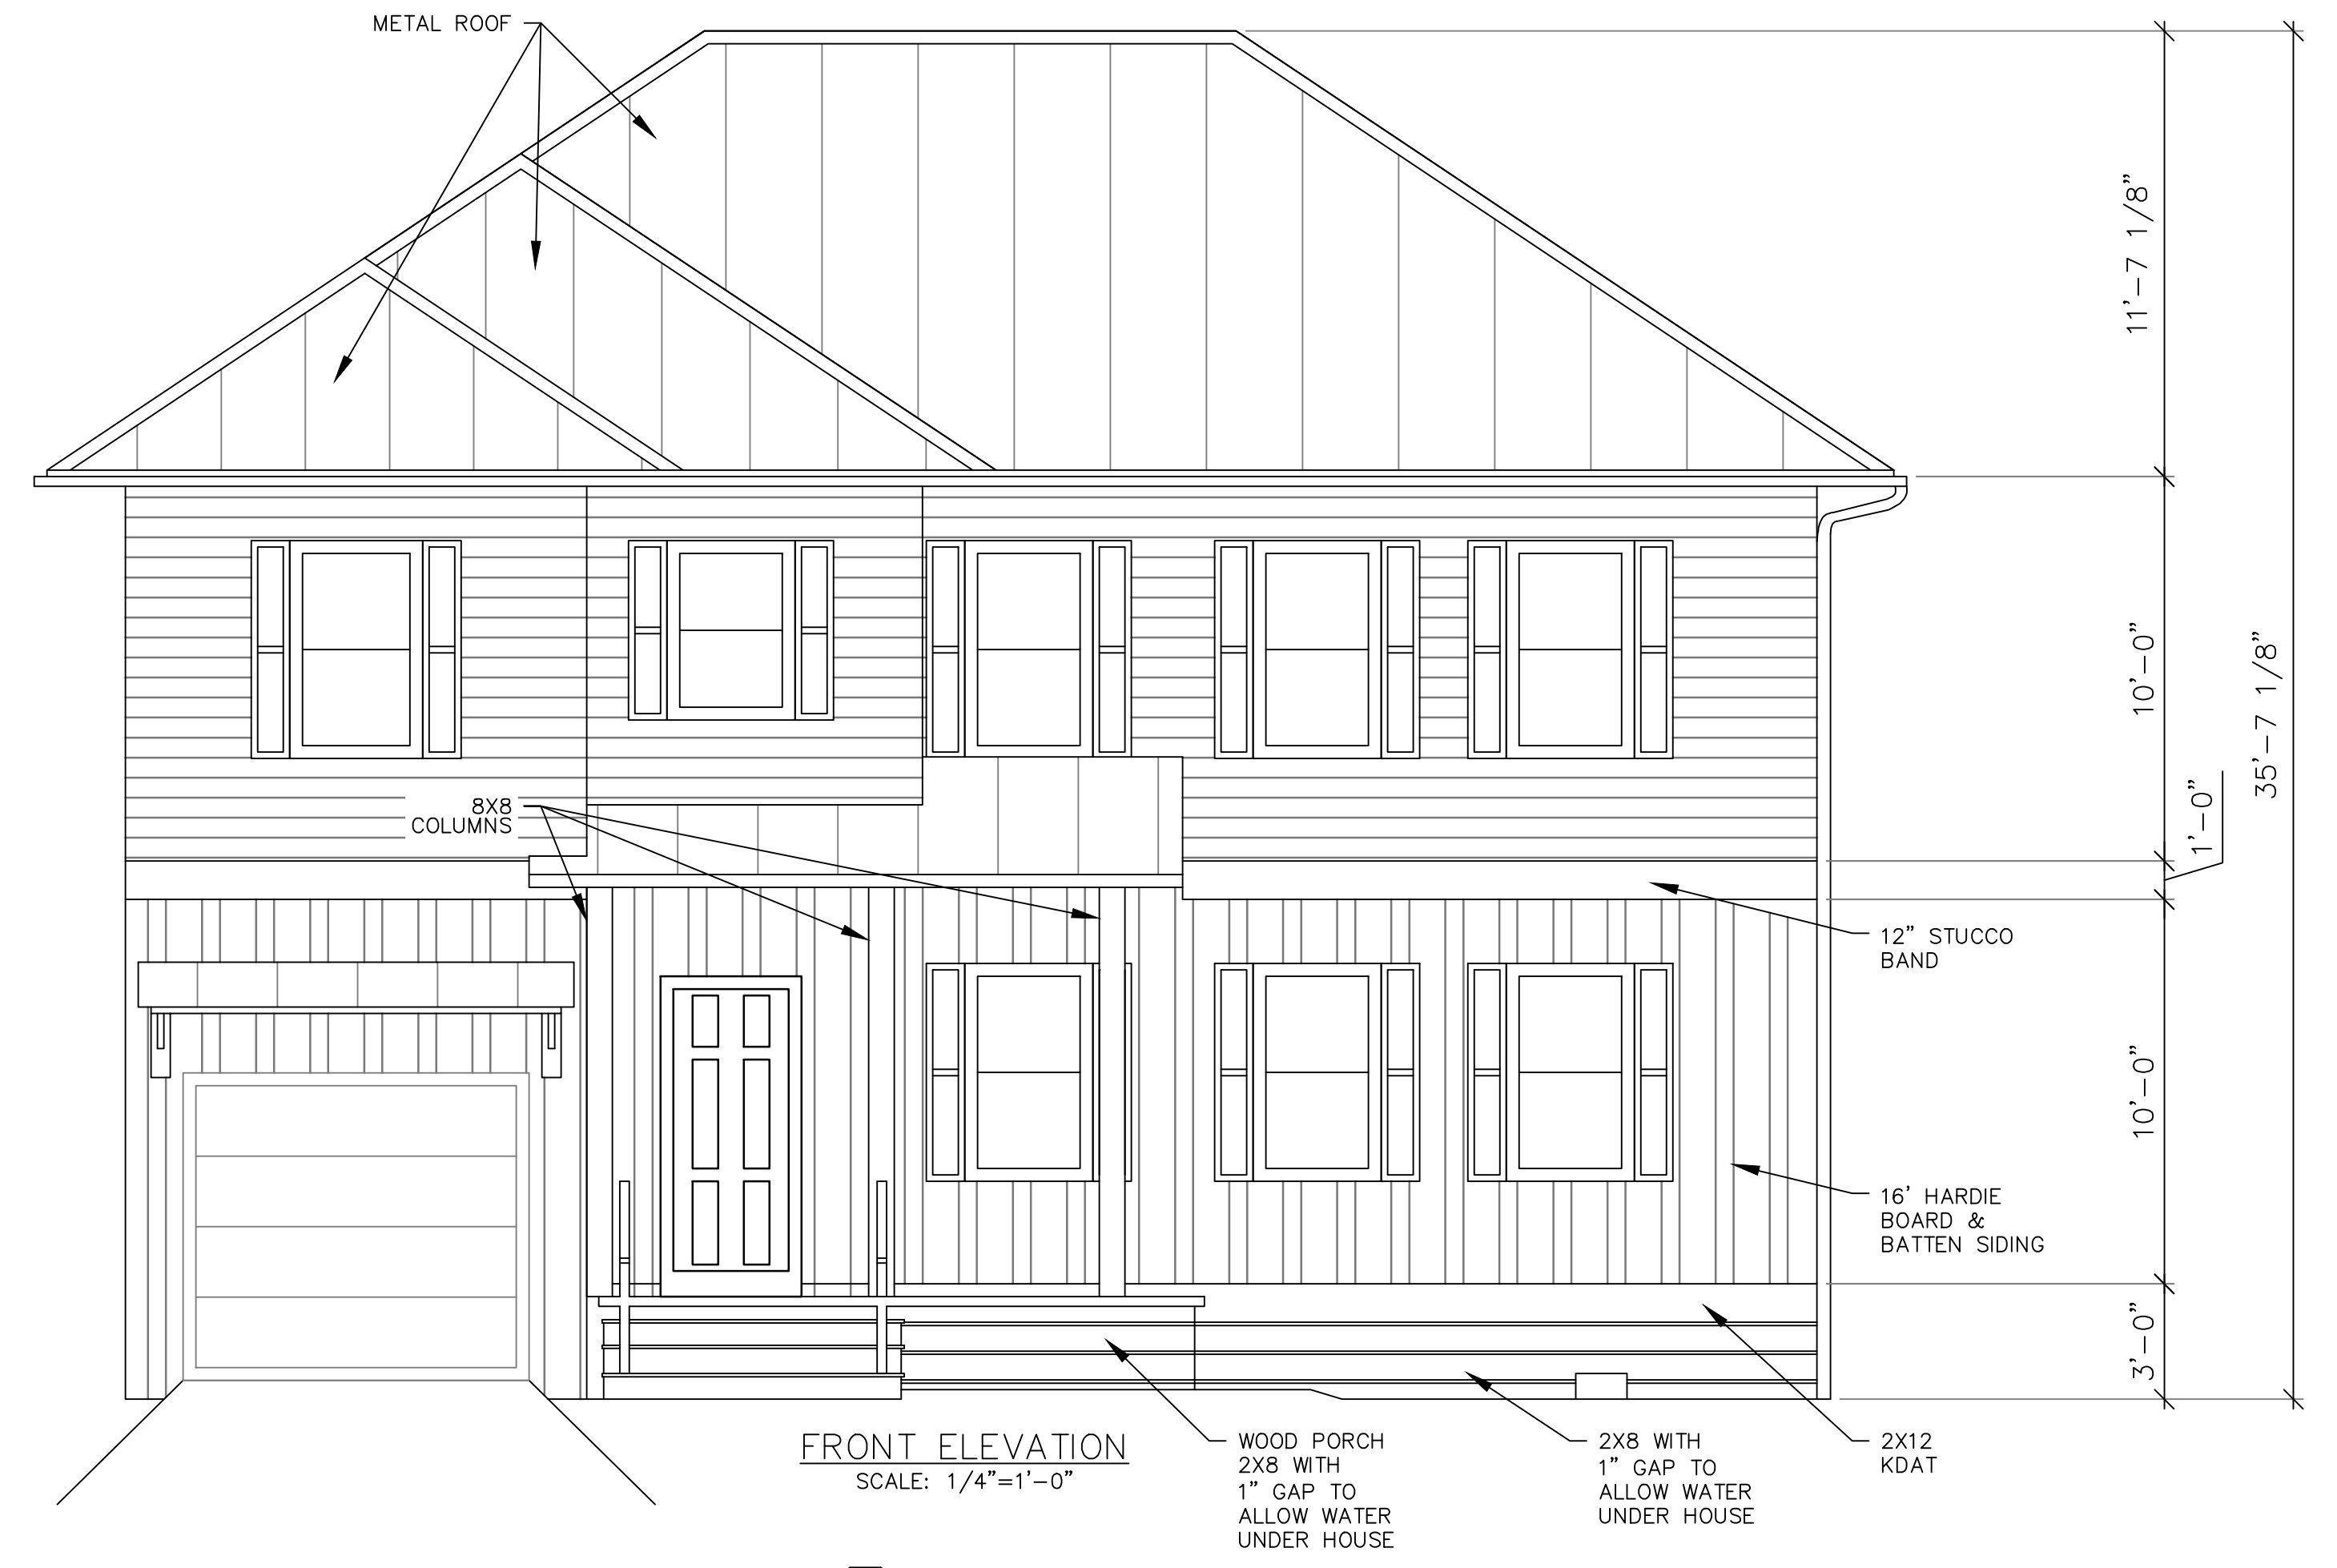 METAL ROOF
11'-7 1/8"
10'-0"
35'-7 1/8"
1'-0"
8X8
COLUMNS
12" STUCCO
BAND
10'-0"
16' HARDIE
BOARD &
BATTEN SIDING
3'-0"
FRONT ELEVATION
SCALE: 1/4"=1'-0"
WOOD PORCH
2X8 WITH
1" GAP TO
ALLOW WATER
UNDER HOUSE
2X8 WITH
1" GAP TO
ALLOW WATER
UNDER HOUSE
2X12
KDAT